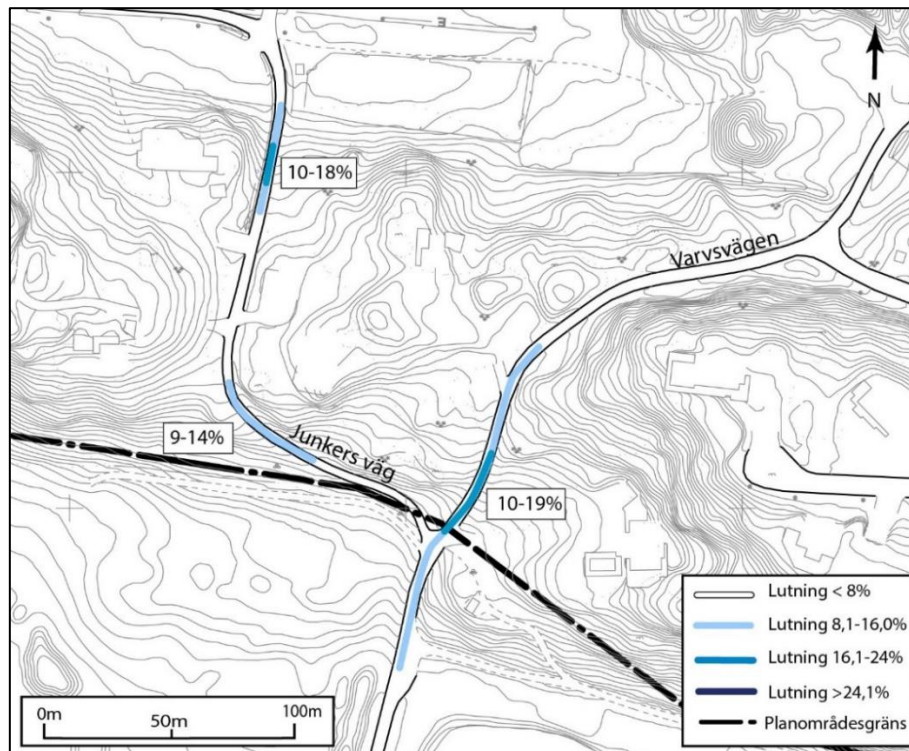 N
10-18%
Varvsvägen
9-14%
Junkers väg
10-19%
Lutning < 8%
Lutning 8,1-16,0%
Lutning 16,1-24%
Lutning >24,1%
Planområdesgräns
0m
50m
100m